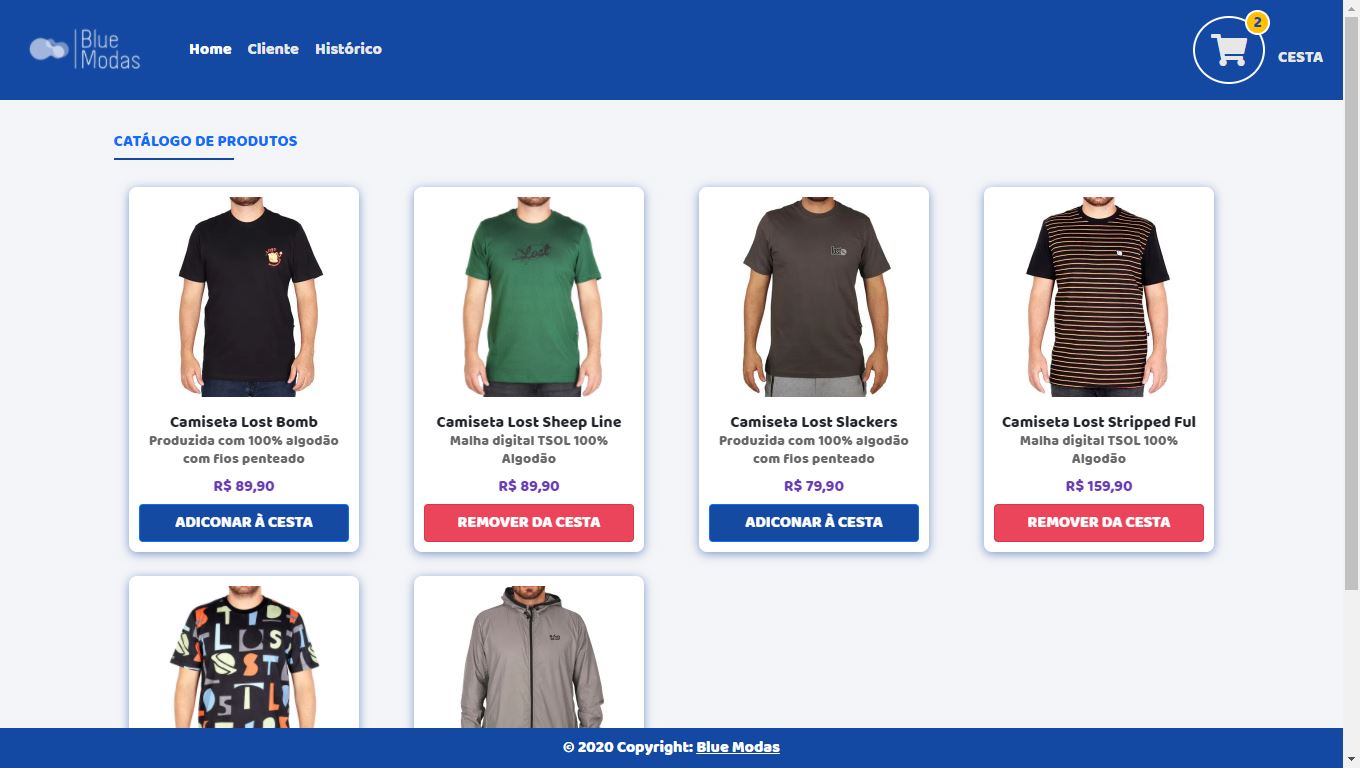 Blue
Modas
Home Cliente Histórico
2
CESTA
CATÁLOGO DE PRODUTOS
Lost
Camiseta Lost Bomb
Produzida com 100% algodão
com fios penteado
R$ 89,90
ADICONAR À CESTA
Camiseta Lost Sheep Line
Malha digital TSOL 100%
Algodão
R$ 89,90
REMOVER DA CESTA
Camiseta Lost Slackers
Produzida com 100% algodão
com fios penteado
R$ 79,90
ADICONAR À CESTA
Camiseta Lost Stripped Ful
Malha digital TSOL 100%
Algodão
R$ 159,90
REMOVER DA CESTA
LOST
© 2020 Copyright: Blue Modas